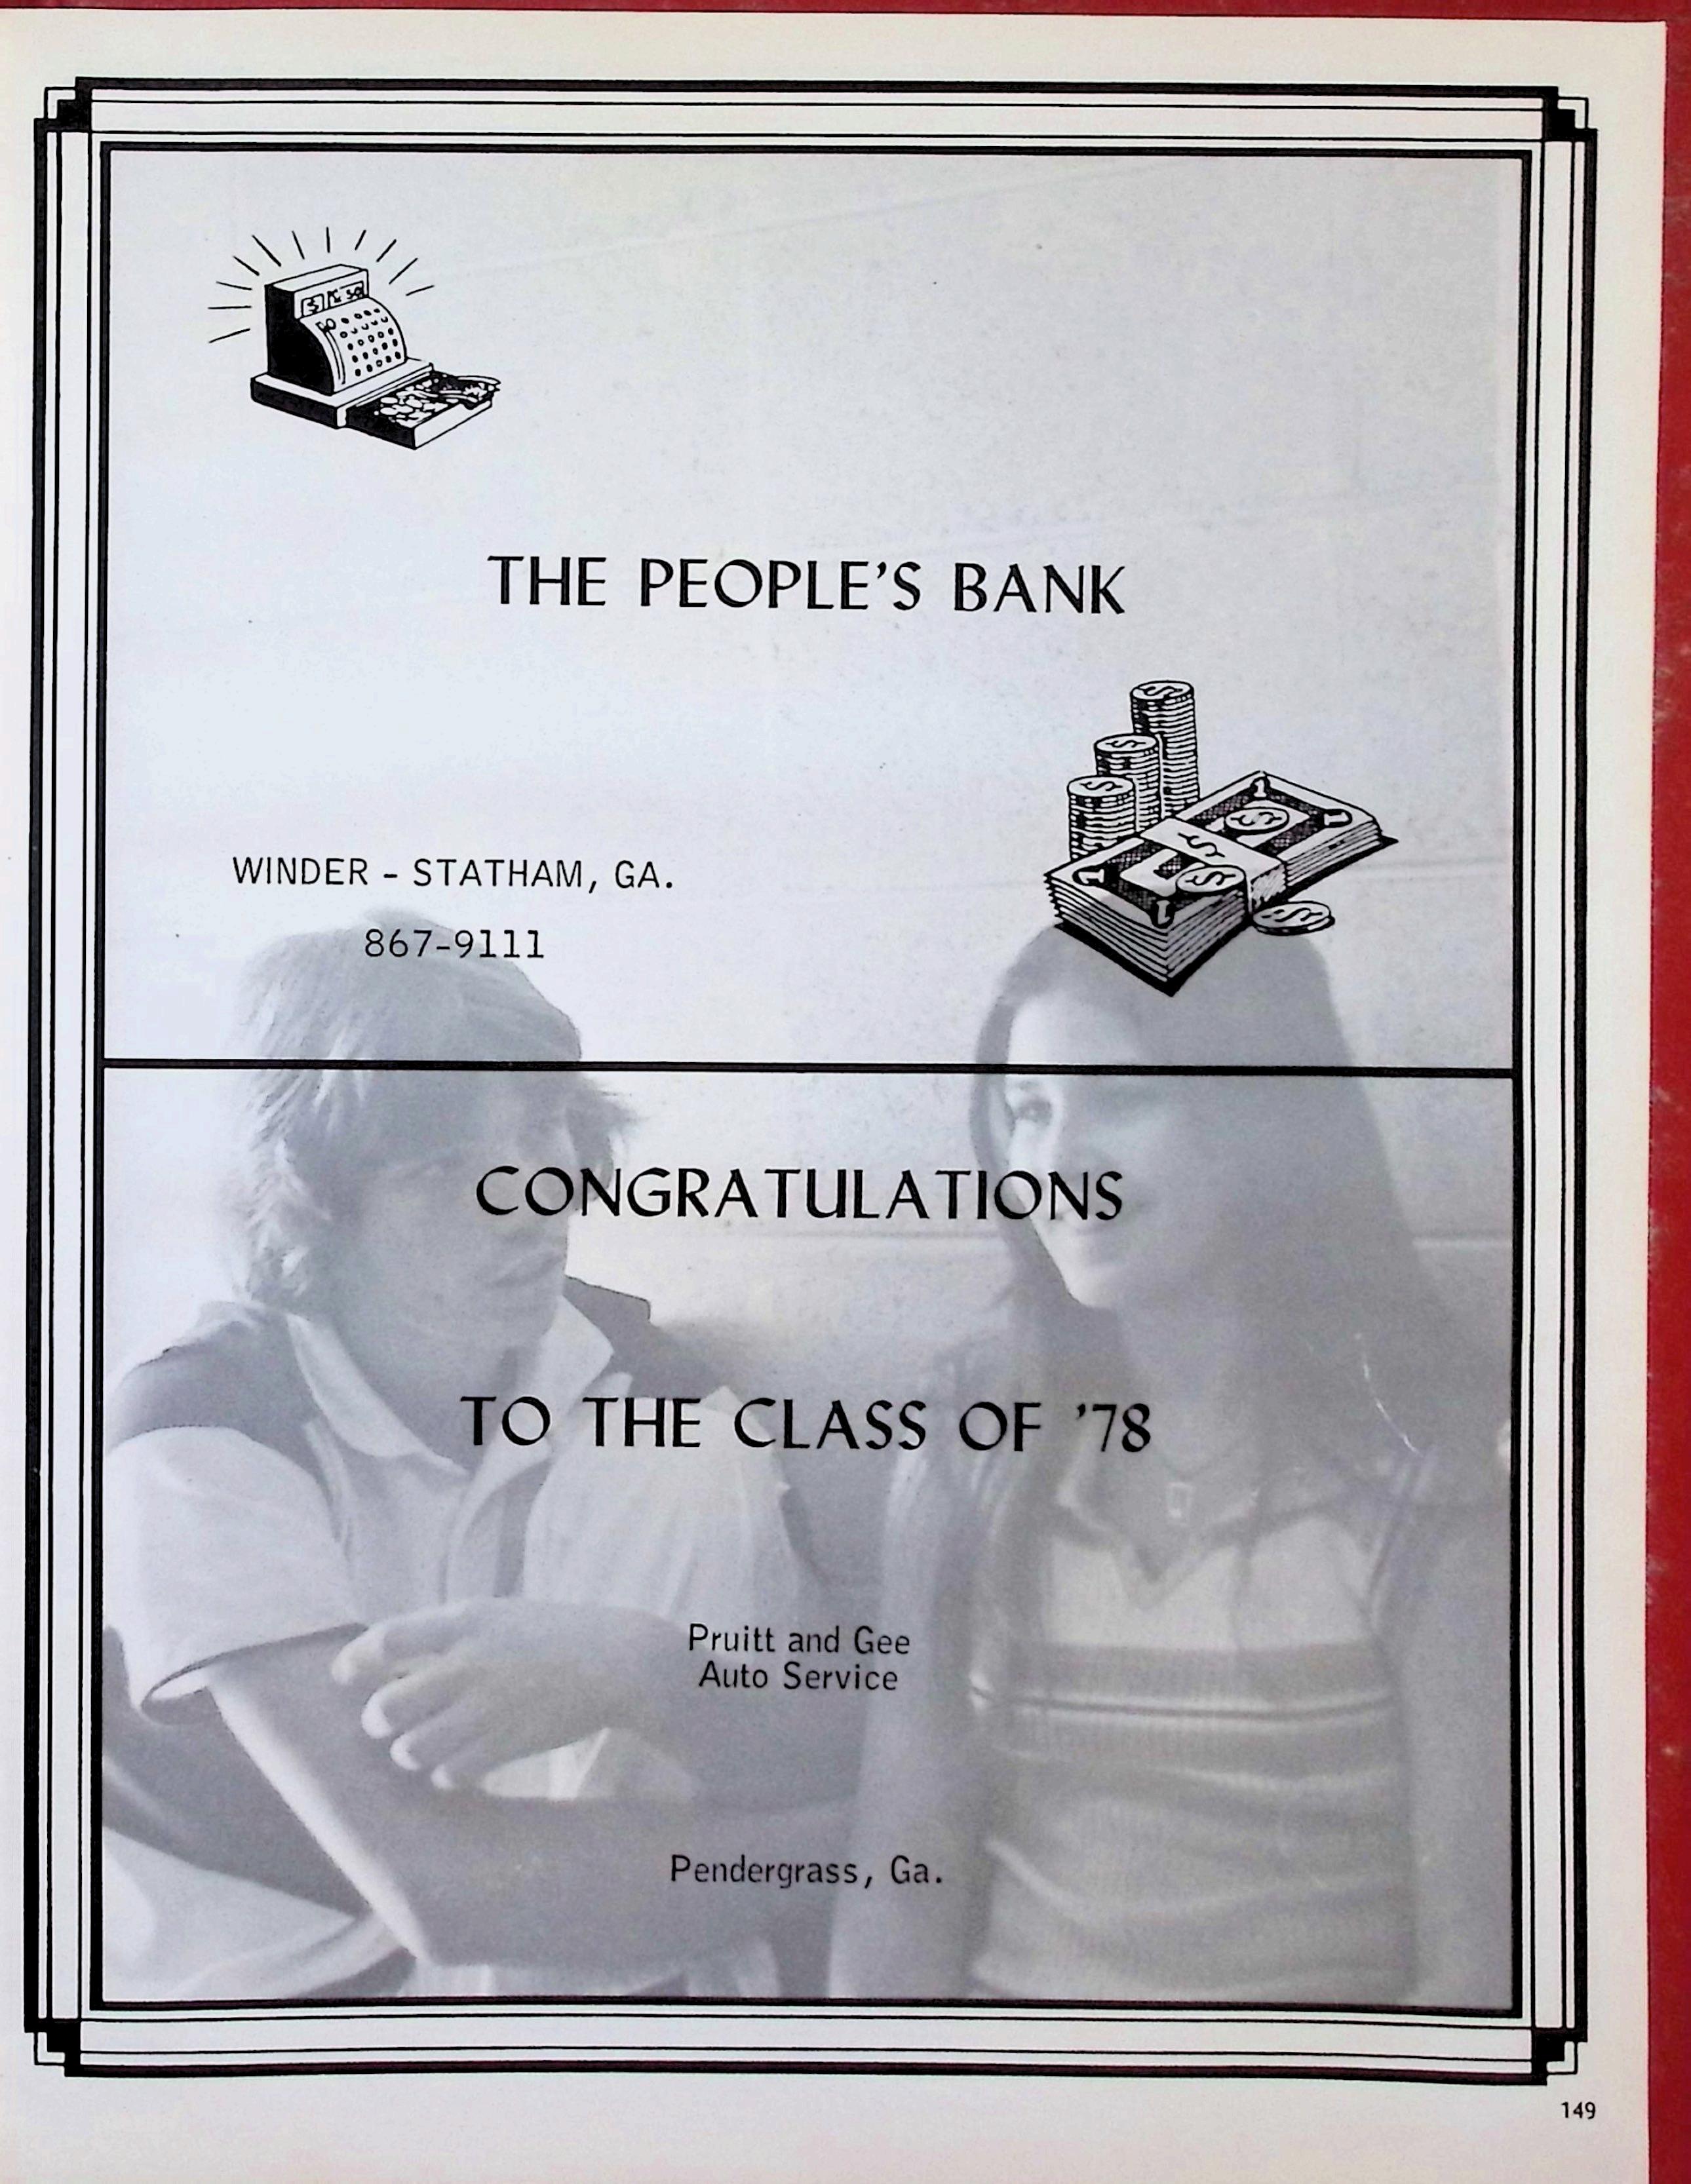 THE PEOPLE'S BANK
WINDER - STATHAM, GA.
867-9111
CONGRATULATIONS
TO THE CLASS OF '78
Pruitt and Gee
Auto Service
Pendergrass, Ga.
149